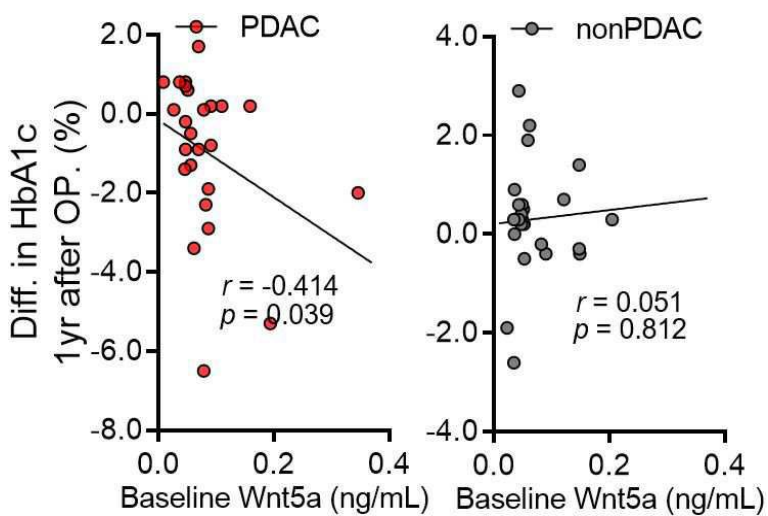 Diff. in HbA1c
1yr after OP. (%)
PDAC
2.0
0.0
-2.0
-4.0
-6.0
-8.0
r = -0.414
p = 0.039
0.0 0.2 0.4
Baseline Wnt5a (ng/mL)
nonPDAC
4.0
2.0
0.0
-2.0
-4.0
r = 0.051
p = 0.812
0.0 0.2 0.4
Baseline Wnt5a (ng/mL)